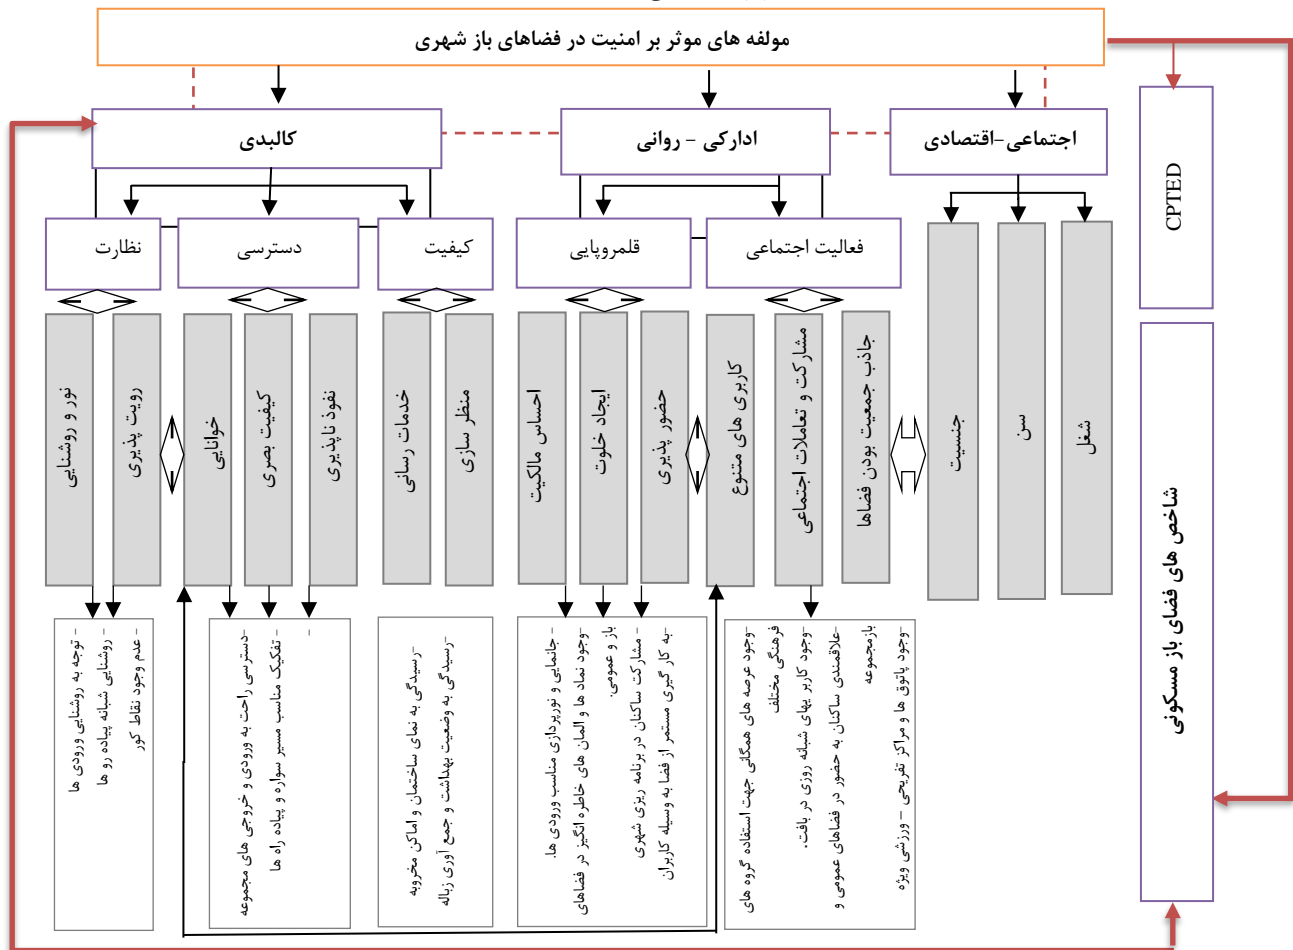 مولفه های موثر بر امنیت در فضاهای باز شهری
اجتماعی-اقتصادی
ادارکی - روانی
کالبدی
CPTED
شاخص های فضای باز مسکونی
فعالیت اجتماعی
قلمروپایی
کیفیت
دسترسی
نظارت
شغل
سن
جنسیت
جاذب جمعیت بودن فضاها
مشارکت و تعاملات اجتماعی
کاربری های متنوع
حضور پذیری
ایجاد خلوت
احساس مالکیت
منظر سازی
خدمات رسانی
نفوذ ناپذیری
کیفیت بصری
خوانایی
رویت پذیری
نور و روشنایی
-وجود عرصه های همگانی جهت استفاده گروه های
فرهنگی مختلف
-وجود کاربر یهای شبانه روزی در بافت.
-علاقمندی ساکنان به حضور در فضاهای عمومی و
بازمجموعه
-وجود پاتوق ها و مراکز تفریحی - ورزشی ویژه
- جانمایی و نورپردازی مناسب ورودی ها.
-وجود نماد ها و المان های خاطره انگیز در فضاهای
باز و عمومی.
- مشارکت ساکنان در برنامه ریزی شهری
-به کار گیری مستمر از فضا به وسیله کاربران
-رسیدگی به نمای ساختمان و اماکن مخروبه
-رسیدگی به وضعیت بهداشت و جمع آوری زباله
-دسترسی راحت به ورودی و خروجی های مجموعه
- تفکیک مناسب مسیر سواره و پیاده راه ها
-
- توجه به روشنایی ورودی ها
- روشنایی شبانه پیاده رو ها
- عدم وجود نقاط کور